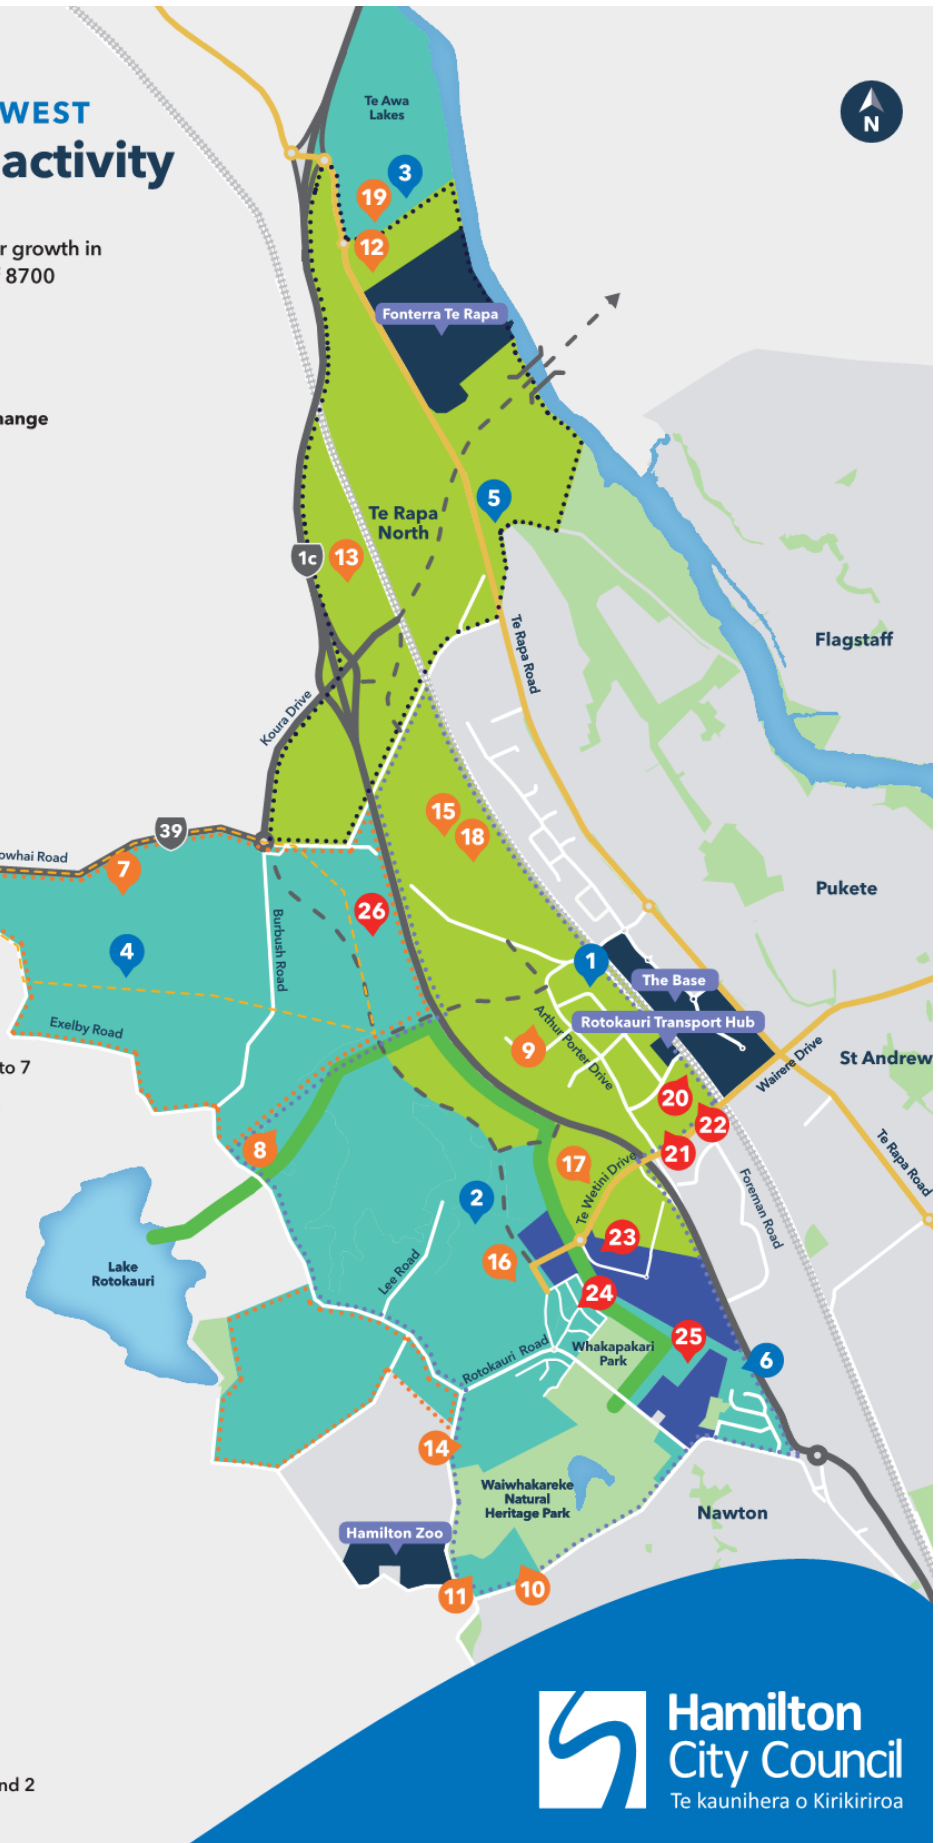 WEST
activity
r growth in
8700
hange
to 7
nd 2
N
Te Awa
Lakes
3
19
12
Fonterra Te Rapa
5
Te Rapa
North
1c
13
Te Rapa Road
Flagstaff
Koura Drive
15
18
39
owhai Road
7
26
Pukete
4
Burbush Road
1
The Base
Rotokauri Transport Hub
Exelby Road
9
Arthur Porter Drive
Wairere Drive
St Andrew
20
22
21
8
17
Te Rapa Road
Te Wetini Drive
Foreman Road
2
23
16
Lake
Rotokauri
Lee Road
24
25
Whakapakari
Park
6
Rotokauri Road
14
Waiwhakareke
Natural
Heritage Park
Nawton
Hamilton Zoo
11
10
Hamilton
City Council
Te kaunihera o Kirikiriroa